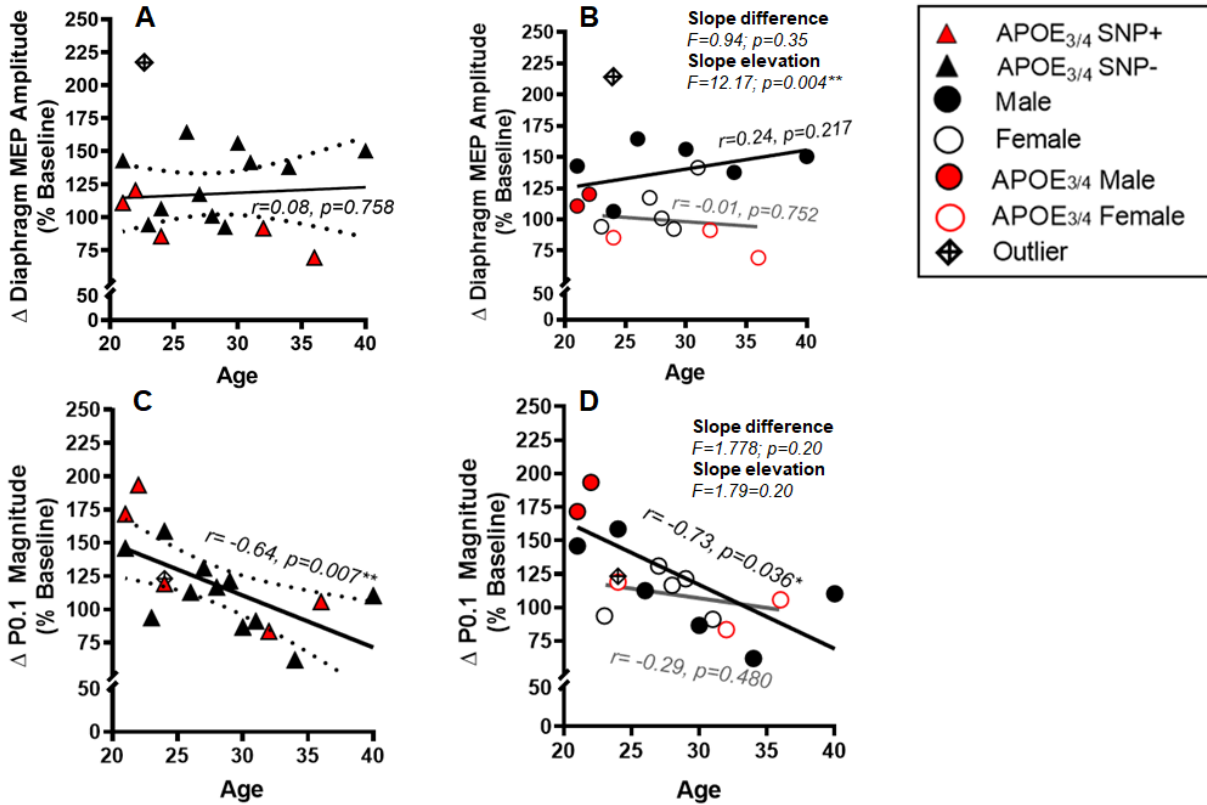 A
Δ Diaphragm MEP Amplitude
(% Baseline)
250
225
200
175
150
125
100
75
50
0
r=0.08, p=0.758
20
25
30
35
40
Age
B
Slope difference
F=0.94; p=0.35
Slope elevation
F=12.17; p=0.004**
Δ Diaphragm MEP Amplitude
(% Baseline)
250
225
200
175
150
125
100
75
50
0
r=0.24, p=0.217
r= -0.01, p=0.752
20
25
30
35
40
Age
APOE3/4 SNP+
APOE3/4 SNP-
Male
Female
APOE3/4 Male
APOE3/4 Female
Outlier
C
Δ P0.1 Magnitude
(% Baseline)
250
225
200
175
150
125
100
75
50
0
r= -0.64, p=0.007**
20
25
30
35
40
Age
D
Slope difference
F=1.778; p=0.20
Slope elevation
F=1.79=0.20
Δ P0.1 Magnitude
(% Baseline)
250
225
200
175
150
125
100
75
50
0
r= -0.73, p=0.036*
r= -0.29, p=0.480
20
25
30
35
40
Age